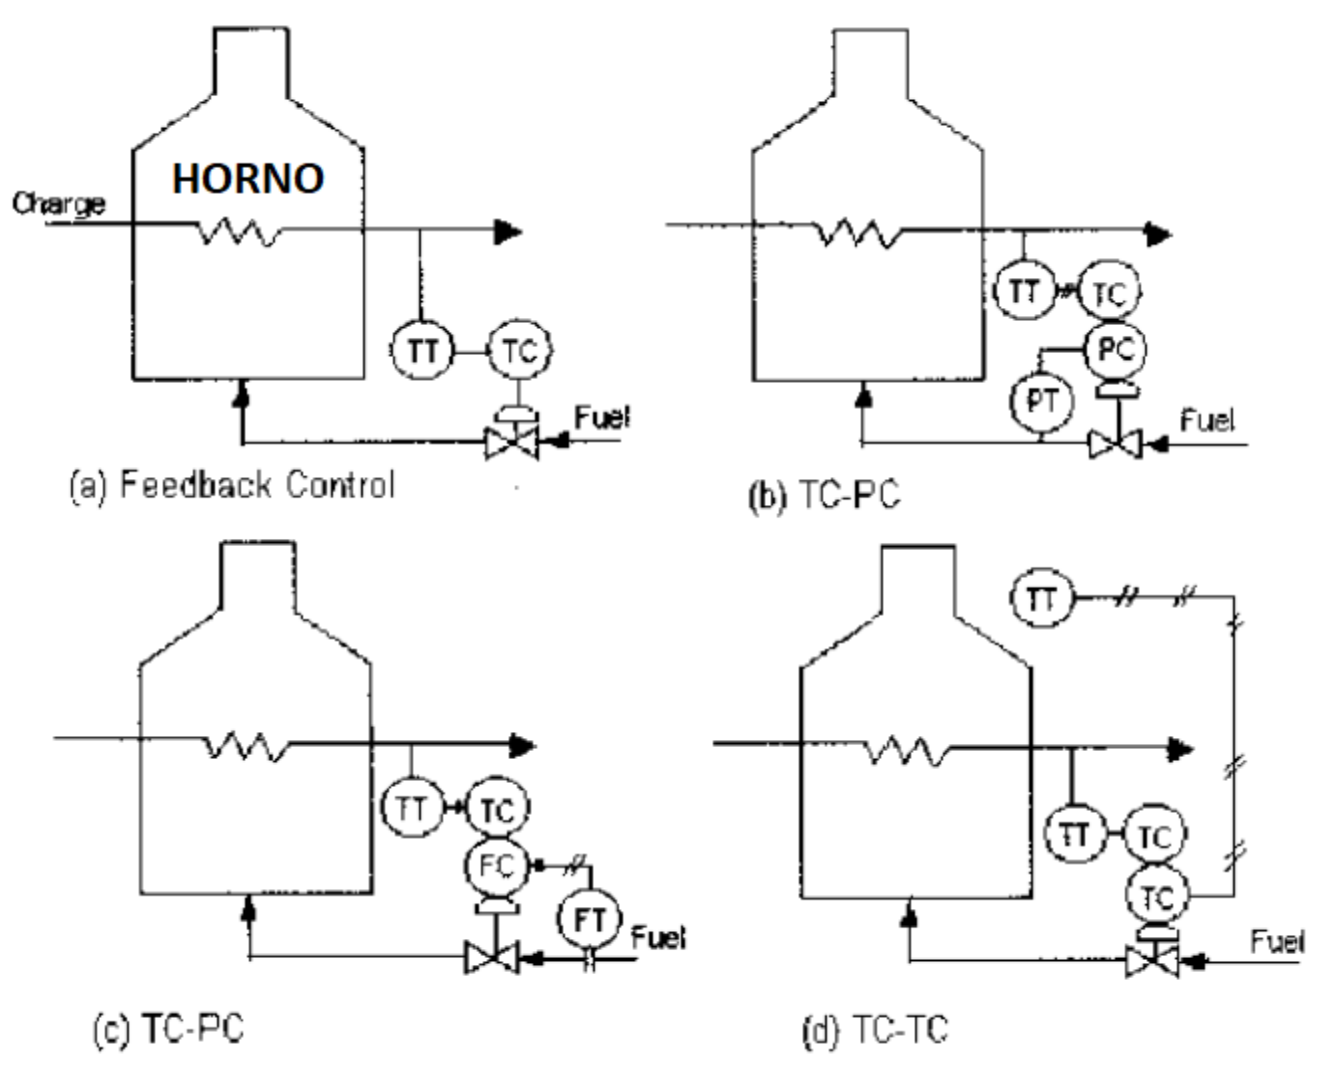 HORNO
Charge
TT
TC
Fuel
(a) Feedback Control
TT
TC
PC
PT
Fuel
(b) TC-PC
TT
TC
FC
FT
Fuel
(c) TC-PC
TT
TT
TC
TC
Fuel
(d) TC-TC